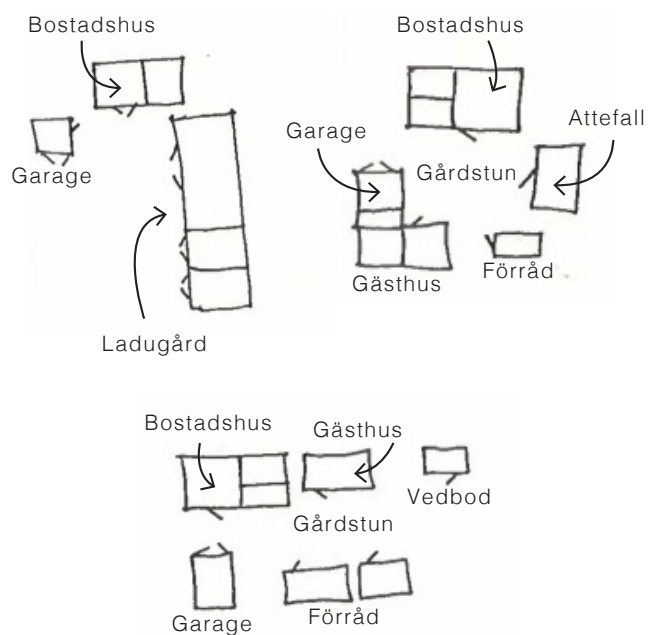 Bostadshus
Garage
Ladugård
Bostadshus
Attefall
Garage
Gårdstun
Förråd
Gästhus
Bostadshus
Gästhus
Vedbod
Gårdstun
Garage
Förråd